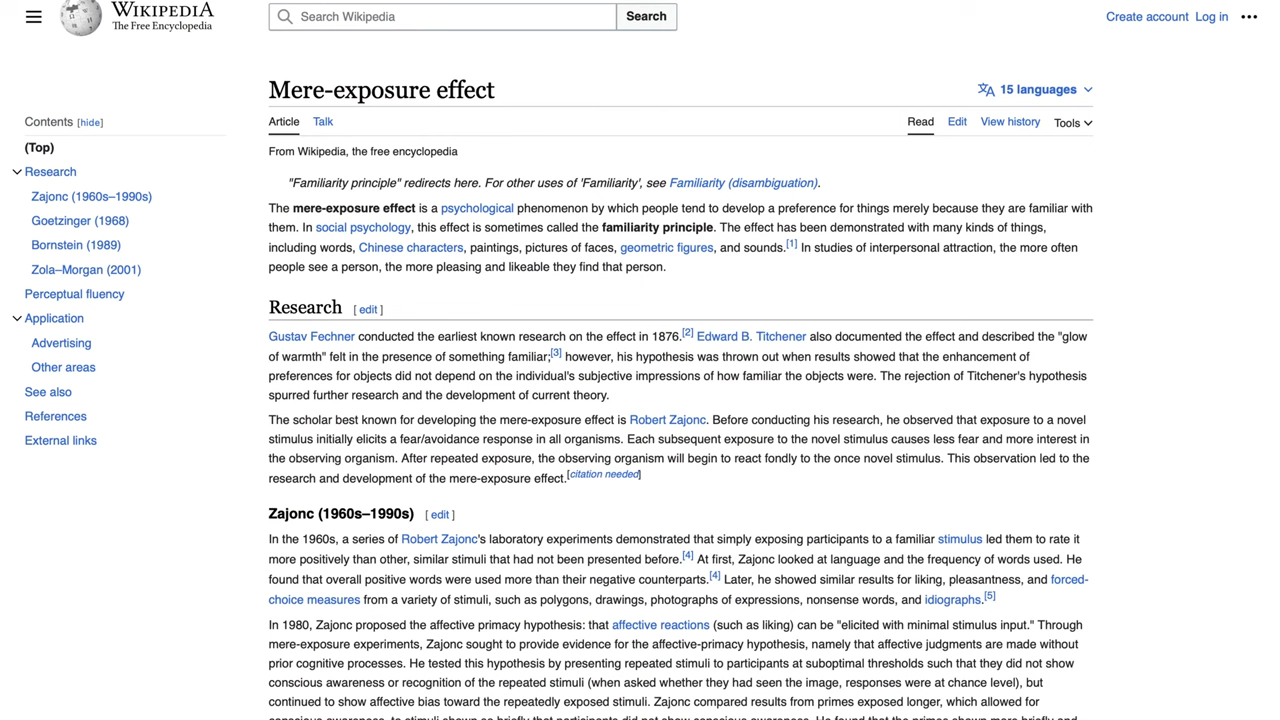 WIKIPEDIA
The Free Encyclopedia
Search Wikipedia
Search
Create account Log in
Mere-exposure effect
15 languages
Contents [hide]
(Top)
Research
Zajonc (1960s–1990s)
Goetzinger (1968)
Bornstein (1989)
Zola–Morgan (2001)
Perceptual fluency
Application
Advertising
Other areas
See also
References
External links
Article Talk
Read Edit View history Tools
From Wikipedia, the free encyclopedia
"Familiarity principle" redirects here. For other uses of 'Familiarity', see Familiarity (disambiguation).
The mere-exposure effect is a psychological phenomenon by which people tend to develop a preference for things merely because they are familiar with
them. In social psychology, this effect is sometimes called the familiarity principle. The effect has been demonstrated with many kinds of things,
including words, Chinese characters, paintings, pictures of faces, geometric figures, and sounds.[1] In studies of interpersonal attraction, the more often
people see a person, the more pleasing and likeable they find that person.
Research [ edit ]
Gustav Fechner conducted the earliest known research on the effect in 1876.[2] Edward B. Titchener also documented the effect and described the "glow
of warmth" felt in the presence of something familiar;[3] however, his hypothesis was thrown out when results showed that the enhancement of
preferences for objects did not depend on the individual's subjective impressions of how familiar the objects were. The rejection of Titchener's hypothesis
spurred further research and the development of current theory.
The scholar best known for developing the mere-exposure effect is Robert Zajonc. Before conducting his research, he observed that exposure to a novel
stimulus initially elicits a fear/avoidance response in all organisms. Each subsequent exposure to the novel stimulus causes less fear and more interest in
the observing organism. After repeated exposure, the observing organism will begin to react fondly to the once novel stimulus. This observation led to the
research and development of the mere-exposure effect.[citation needed]
Zajonc (1960s–1990s) [ edit ]
In the 1960s, a series of Robert Zajonc's laboratory experiments demonstrated that simply exposing participants to a familiar stimulus led them to rate it
more positively than other, similar stimuli that had not been presented before.[4] At first, Zajonc looked at language and the frequency of words used. He
found that overall positive words were used more than their negative counterparts.[4] Later, he showed similar results for liking, pleasantness, and forced-
choice measures from a variety of stimuli, such as polygons, drawings, photographs of expressions, nonsense words, and idiographs.[5]
In 1980, Zajonc proposed the affective primacy hypothesis: that affective reactions (such as liking) can be "elicited with minimal stimulus input." Through
mere-exposure experiments, Zajonc sought to provide evidence for the affective-primacy hypothesis, namely that affective judgments are made without
prior cognitive processes. He tested this hypothesis by presenting repeated stimuli to participants at suboptimal thresholds such that they did not show
conscious awareness or recognition of the repeated stimuli (when asked whether they had seen the image, responses were at chance level), but
continued to show affective bias toward the repeatedly exposed stimuli. Zajonc compared results from primes exposed longer, which allowed for